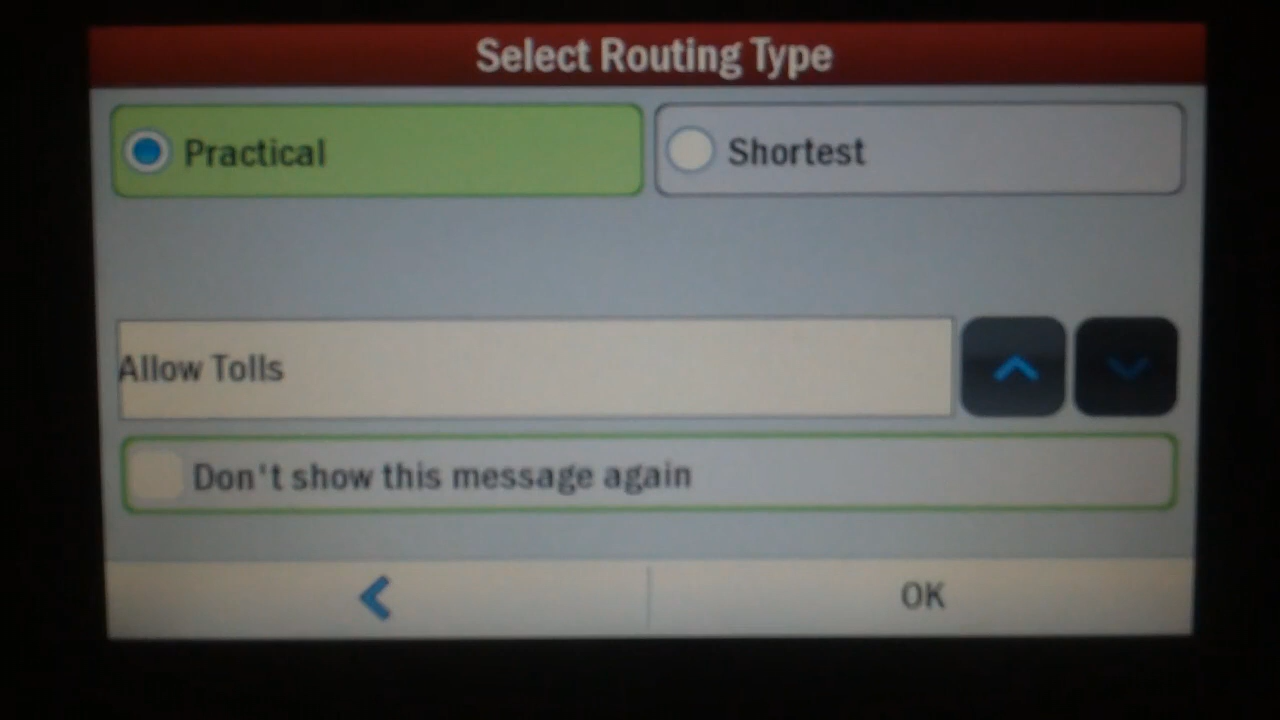 Select Routing Type
Practical
Shortest
Allow Tolls
Don't show this message again
OK